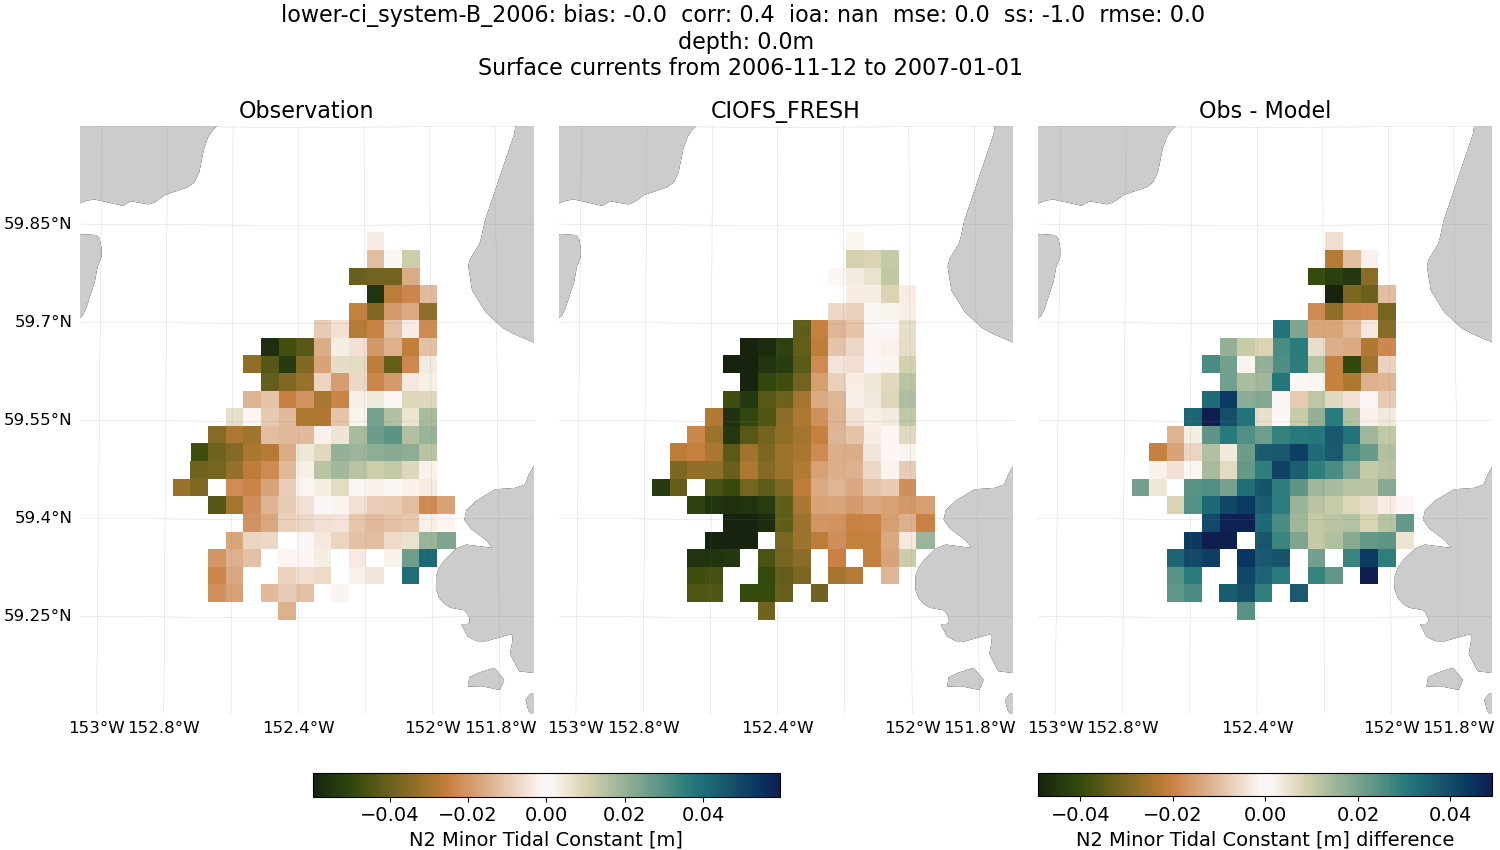 lower-ci_system-B_2006: bias: -0.0  corr: 0.4  ioa: nan  mse: 0.0  ss: -1.0  rmse: 0.0
depth: 0.0m
Surface currents from 2006-11-12 to 2007-01-01
Observation
CIOFS_FRESH
Obs - Model
59.85°N
59.7°N
59.55°N
59.4°N
59.25°N
153°W 152.8°W 152.4°W 152°W 151.8°W
153°W 152.8°W 152.4°W 152°W 151.8°W
153°W 152.8°W 152.4°W 152°W 151.8°W
−0.04 −0.02 0.00 0.02 0.04
N2 Minor Tidal Constant [m]
−0.04 −0.02 0.00 0.02 0.04
N2 Minor Tidal Constant [m] difference